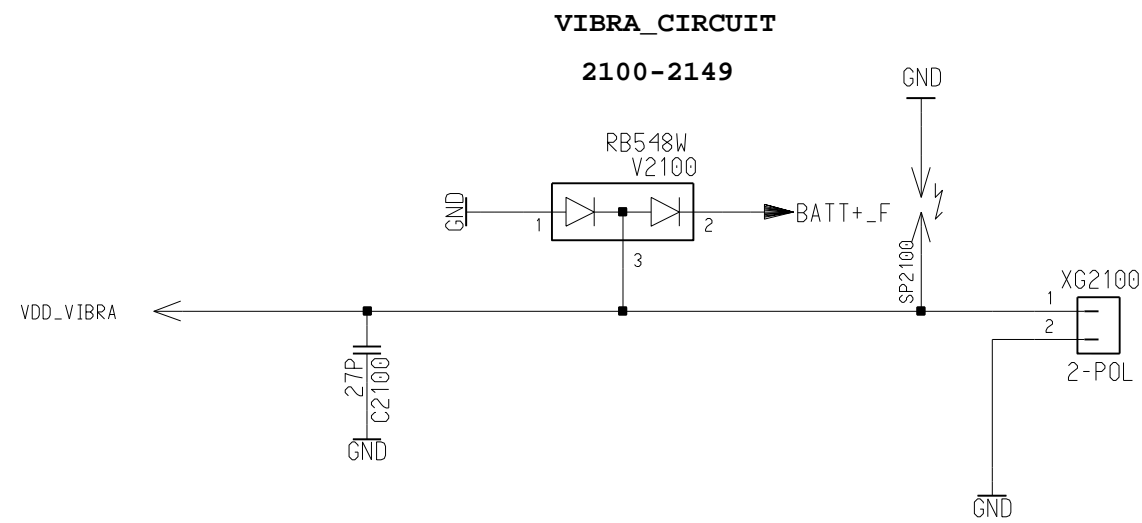 VIBRA_CIRCUIT
2100-2149
GND
RB548W
V2100
GND
1
2
BATT+_F
3
SP2100
XG2100
1
VDD_VIBRA
2
27P
C2100
2-POL
GND
GND